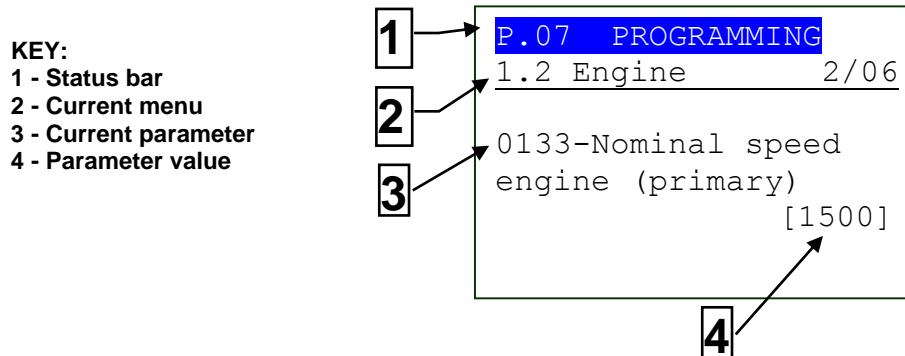 KEY:
1 - Status bar
2 - Current menu
3 - Current parameter
4 - Parameter value
1
P.07 PROGRAMMING
1.2 Engine 2/06
2
0133-Nominal speed
3
engine (primary)
[1500]
4